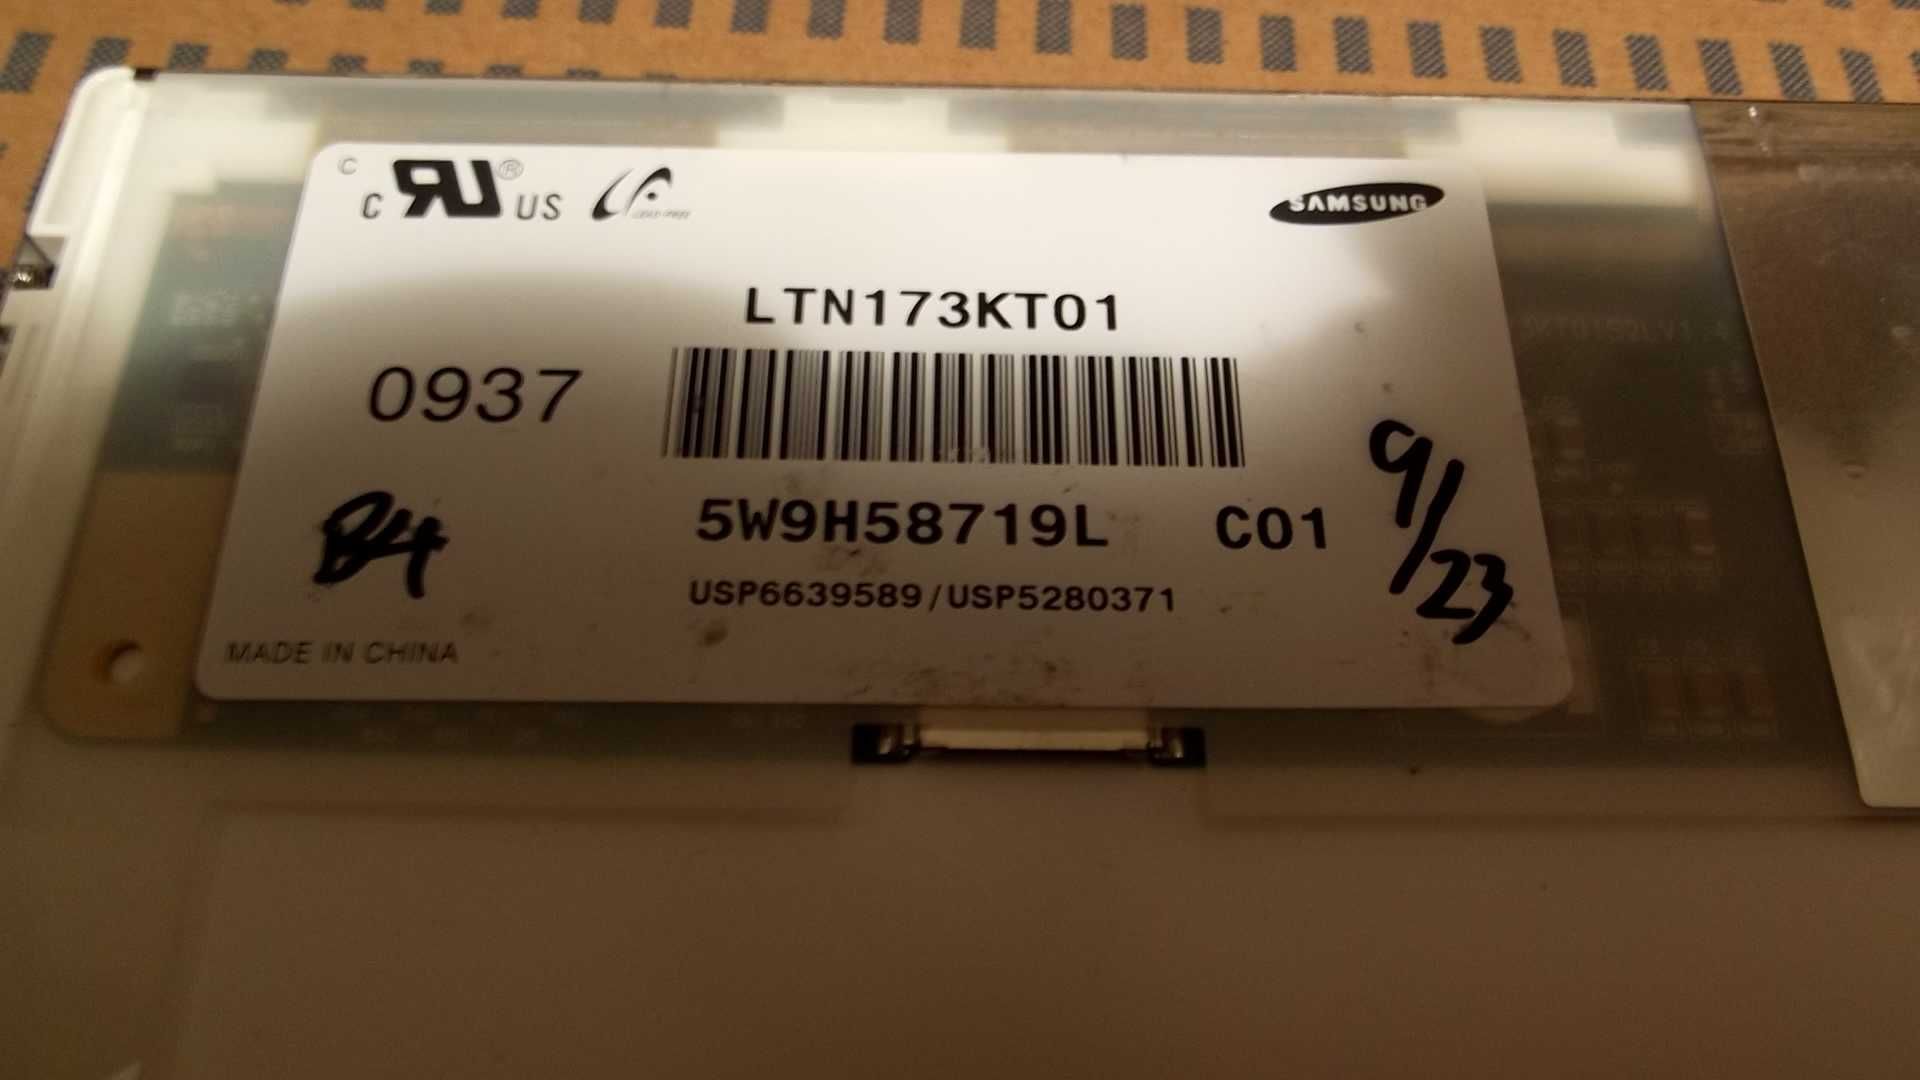 c RU ® US
SAMSUNG
LTN173KT01
0937
5W9H58719L C01
9/23
B4
USP6639589/USP5280371
MADE IN CHINA